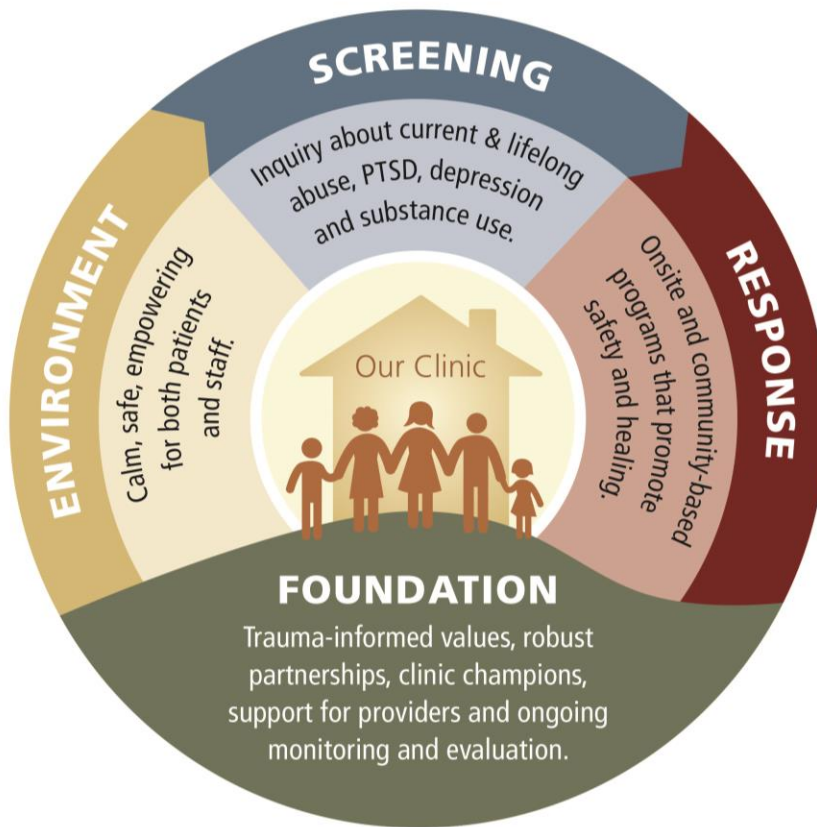 SCREENING
Inquiry about current & lifelong
abuse, PTSD, depression
and substance use.
ENVIRONMENT
Calm, safe, empowering
for both patients
and staff.
RESPONSE
Onsite and community-based
programs that promote
safety and healing.
Our Clinic
FOUNDATION
Trauma-informed values, robust
partnerships, clinic champions,
support for providers and ongoing
monitoring and evaluation.